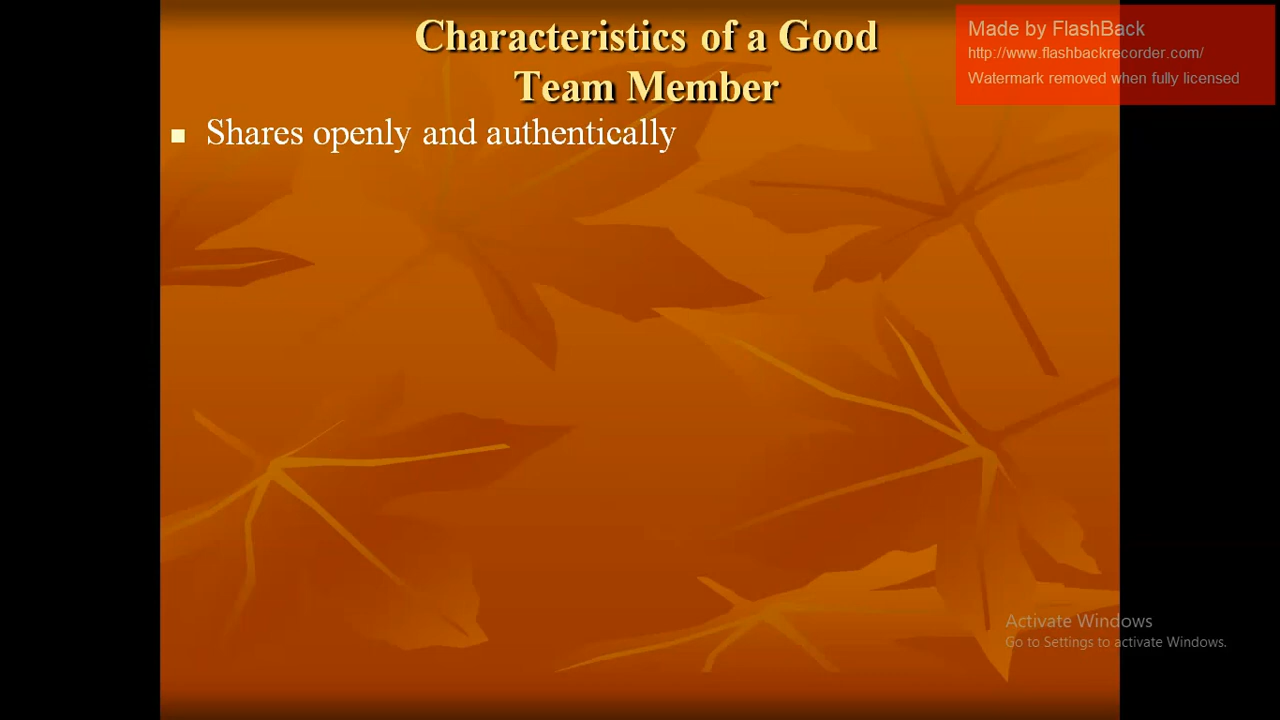 Characteristics of a Good
Team Member
Shares openly and authentically
Made by FlashBack
http://www.flashbackrecorder.com/
Watermark removed when fully licensed
Activate Windows
Go to Settings to activate Windows.